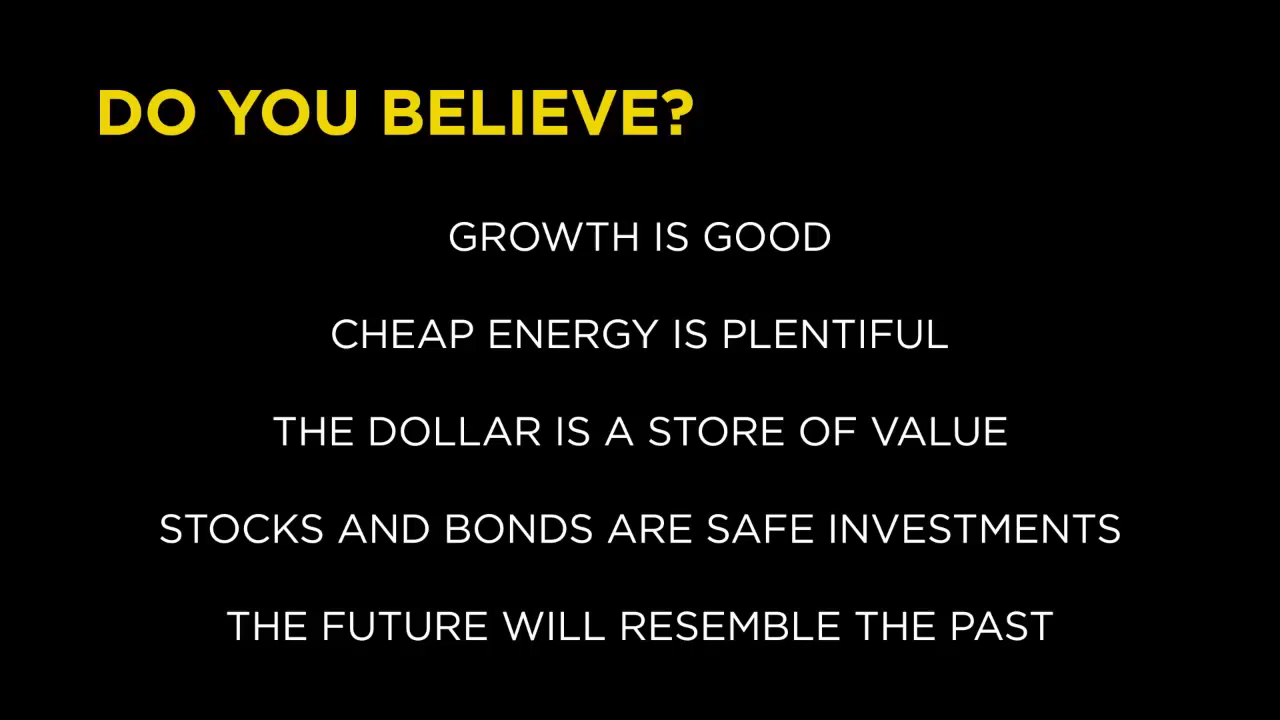 DO YOU BELIEVE?
GROWTH IS GOOD
CHEAP ENERGY IS PLENTIFUL
THE DOLLAR IS A STORE OF VALUE
STOCKS AND BONDS ARE SAFE INVESTMENTS
THE FUTURE WILL RESEMBLE THE PAST